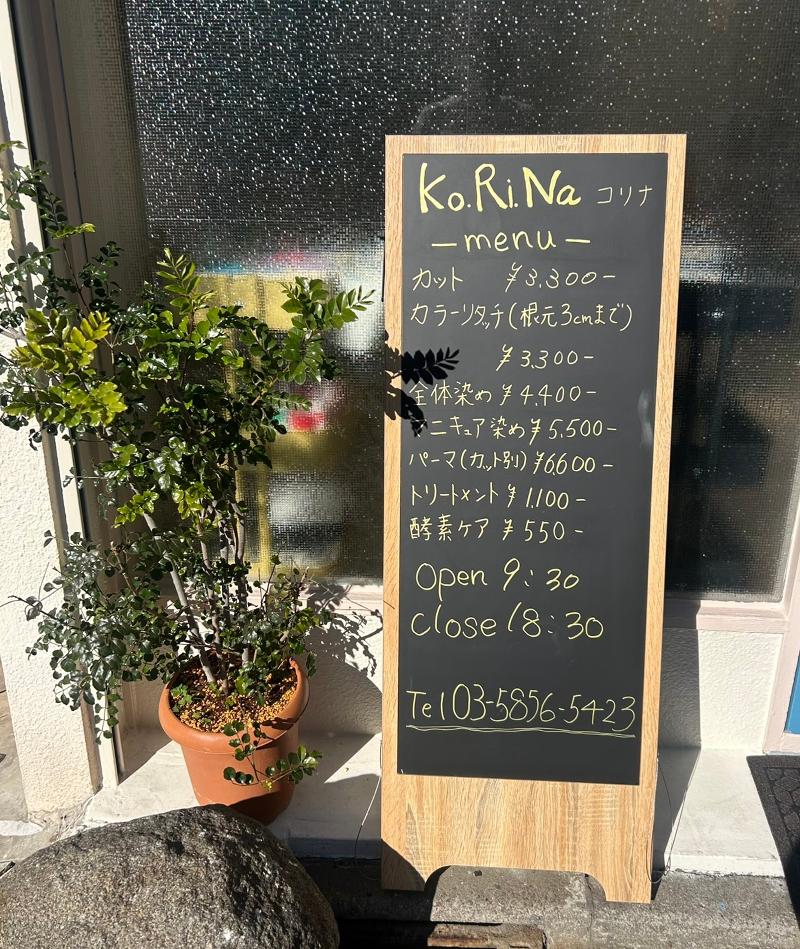 Ko.Ri.Na コリナ
－menu－
カット ¥3,300－
カラーリタッチ(根元3cmまで)
¥3,300－
全体染め ¥4,400－
マニキュア染め ¥5,500－
パーマ(カット別) ¥6,600－
トリートメント ¥1,100－
酵素ケア ¥550－
Open 9:30
Close 18:30
Tel 03-5856-5423